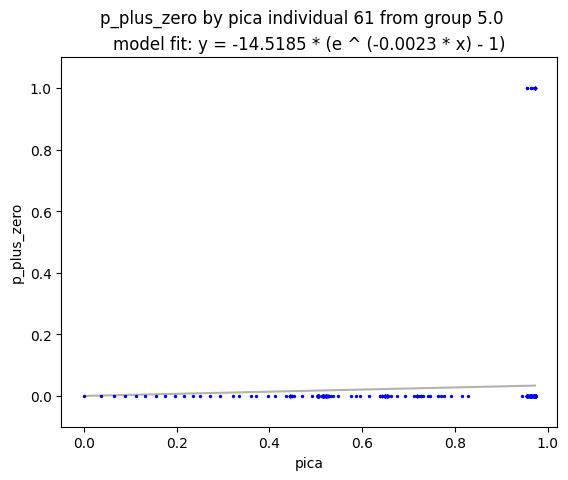 p_plus_zero by pica individual 61 from group 5.0
model fit: y = -14.5185 * (e ^ (-0.0023 * x) - 1)
1.0
0.8
0.6
0.4
0.2
0.0
p_plus_zero
0.0 0.2 0.4 0.6 0.8 1.0
pica